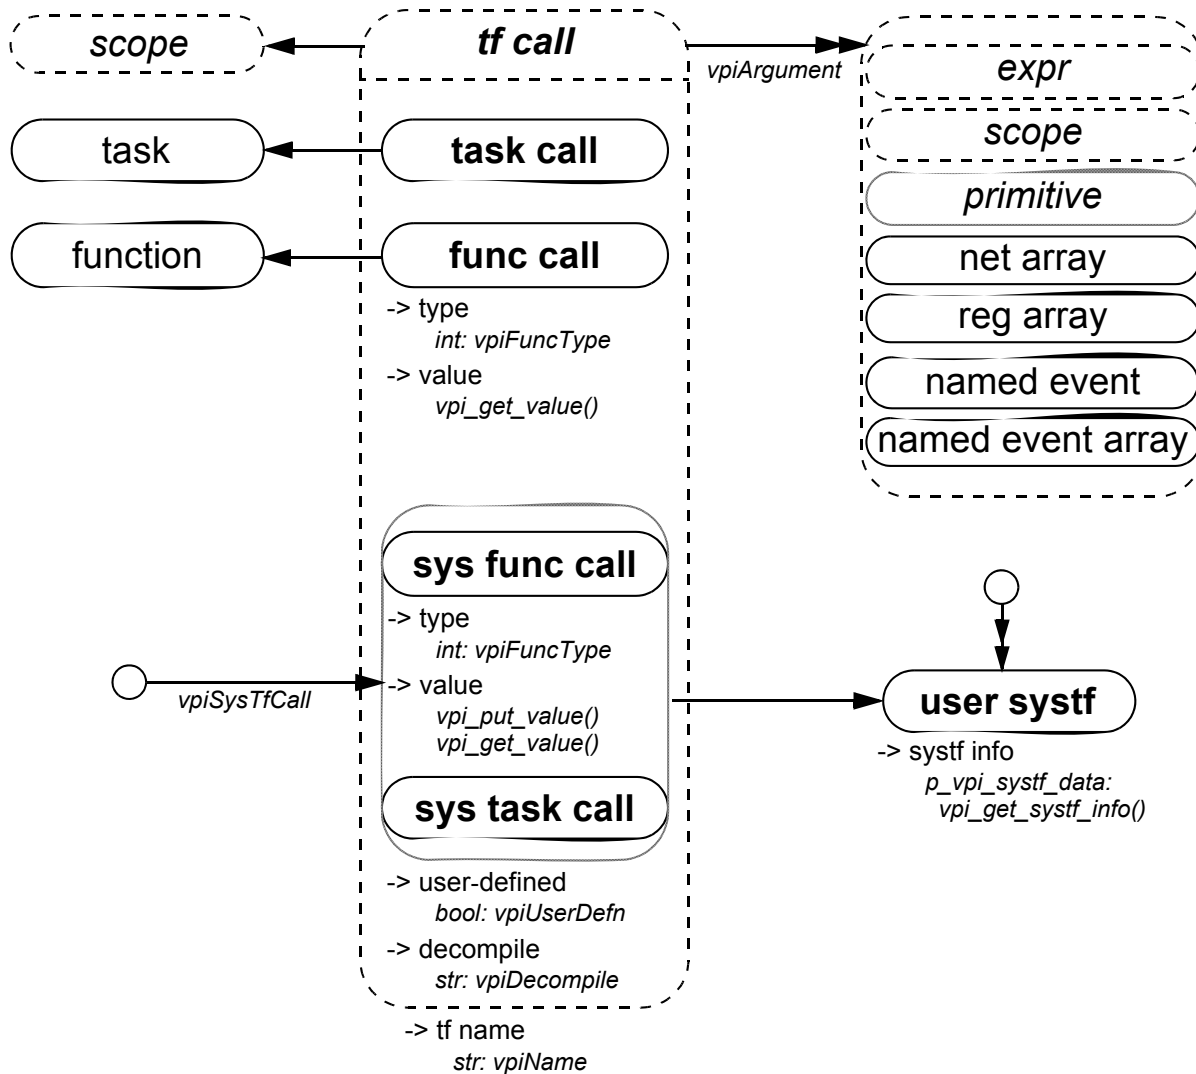 scope
tf call
vpiArgument
expr
scope
primitive
net array
reg array
named event
named event array
task
task call
function
func call
-> type
int: vpiFuncType
-> value
vpi_get_value()
sys func call
-> type
int: vpiFuncType
-> value
vpi_put_value()
vpi_get_value()
sys task call
vpiSysTfCall
user systf
-> systf info
p_vpi_systf_data:
vpi_get_systf_info()
-> user-defined
bool: vpiUserDefn
-> decompile
str: vpiDecompile
-> tf name
str: vpiName